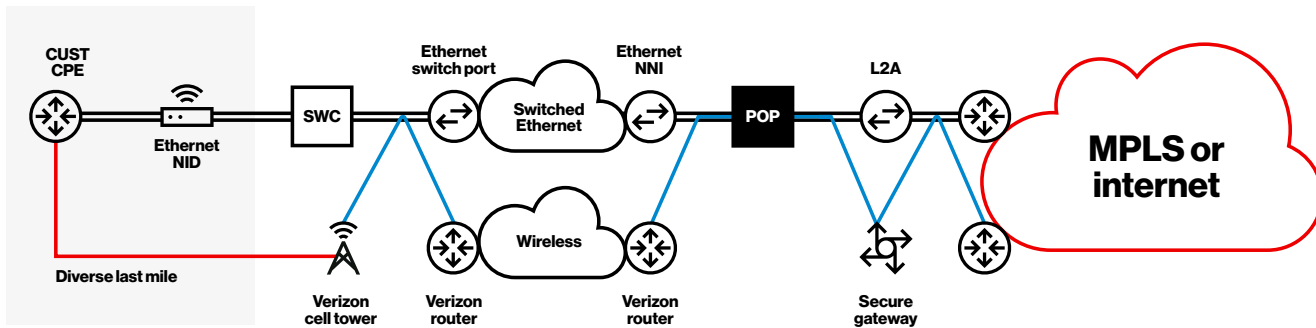 CUST
CPE
Ethernet
NID
SWC
Ethernet
switch port
Switched
Ethernet
Ethernet
NNI
POP
L2A
MPLS or
internet
Diverse last mile
Verizon
cell tower
Verizon
router
Wireless
Verizon
router
Secure
gateway